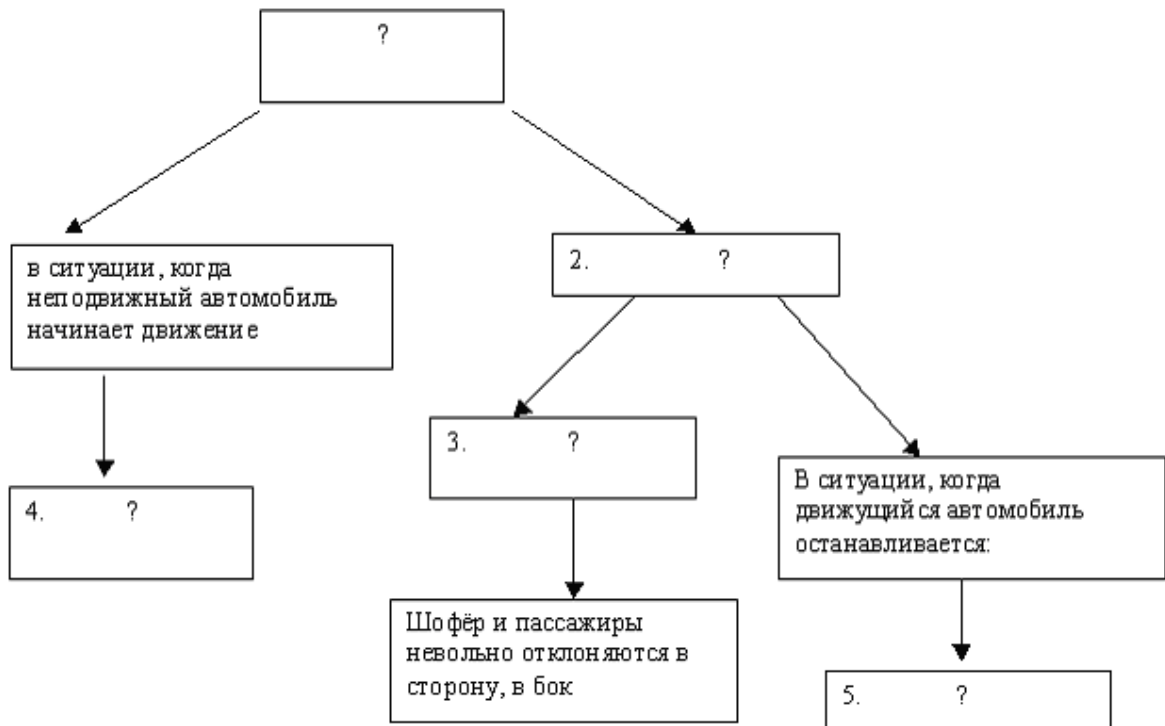 ?
в ситуации, когда
неподвижный автомобиль
начинает движение
2. ?
3. ?
4. ?
В ситуации, когда
движущийся автомобиль
останавливается:
Шофёр и пассажиры
невольно отклоняются в
сторону, в бок
5. ?